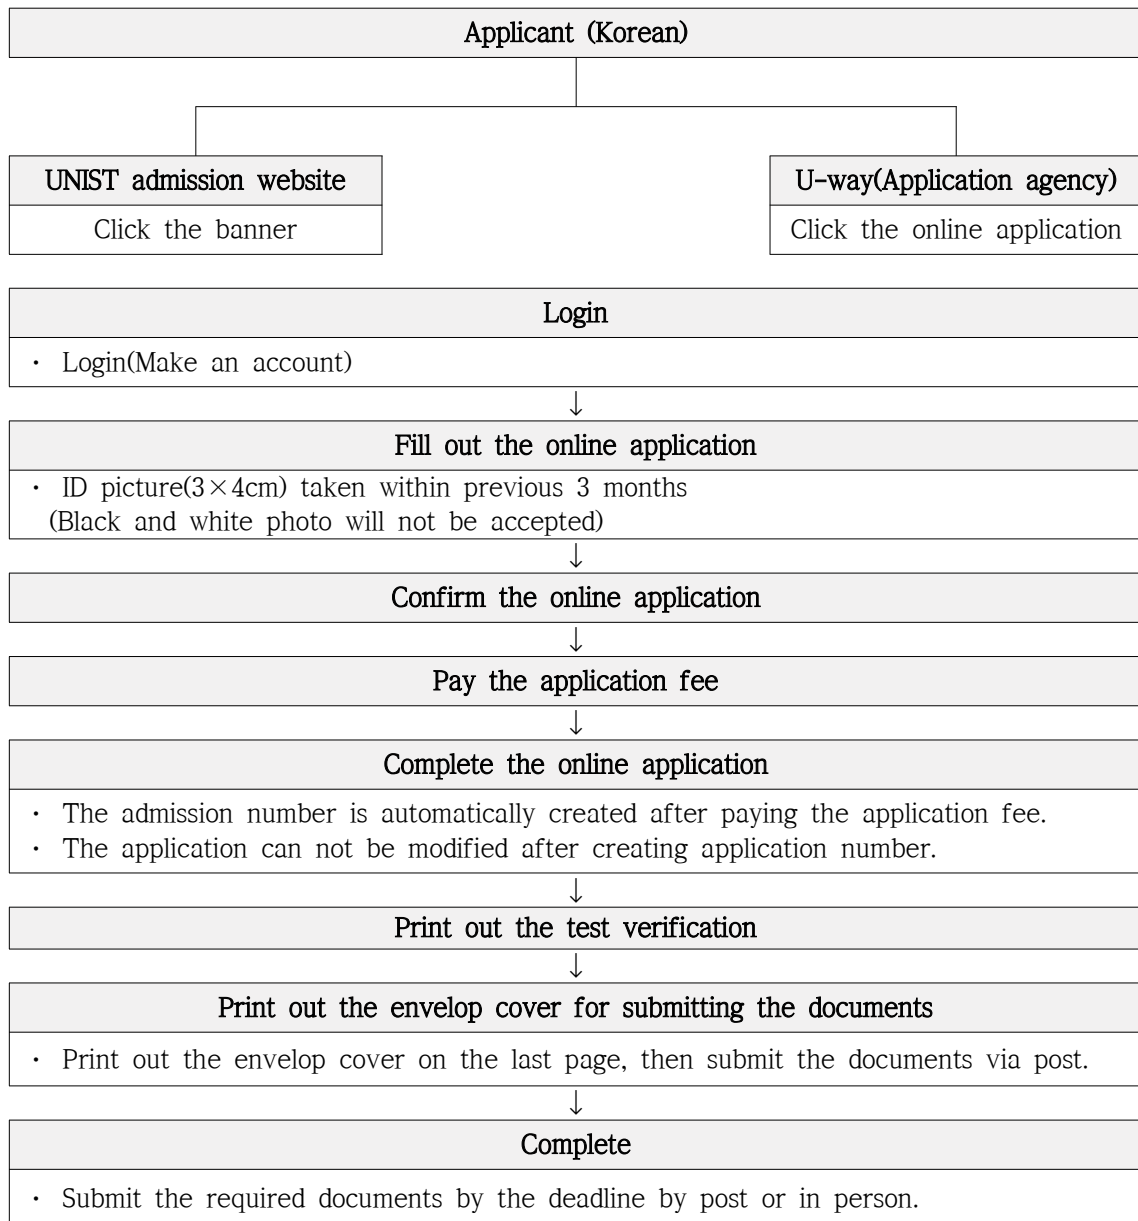 Applicant (Korean)
UNIST admission website
Click the banner
U-way(Application agency)
Click the online application
Login
· Login(Make an account)
↓
Fill out the online application
· ID picture(3×4cm) taken within previous 3 months
(Black and white photo will not be accepted)
↓
Confirm the online application
↓
Pay the application fee
↓
Complete the online application
· The admission number is automatically created after paying the application fee.
· The application can not be modified after creating application number.
↓
Print out the test verification
↓
Print out the envelop cover for submitting the documents
· Print out the envelop cover on the last page, then submit the documents via post.
↓
Complete
· Submit the required documents by the deadline by post or in person.